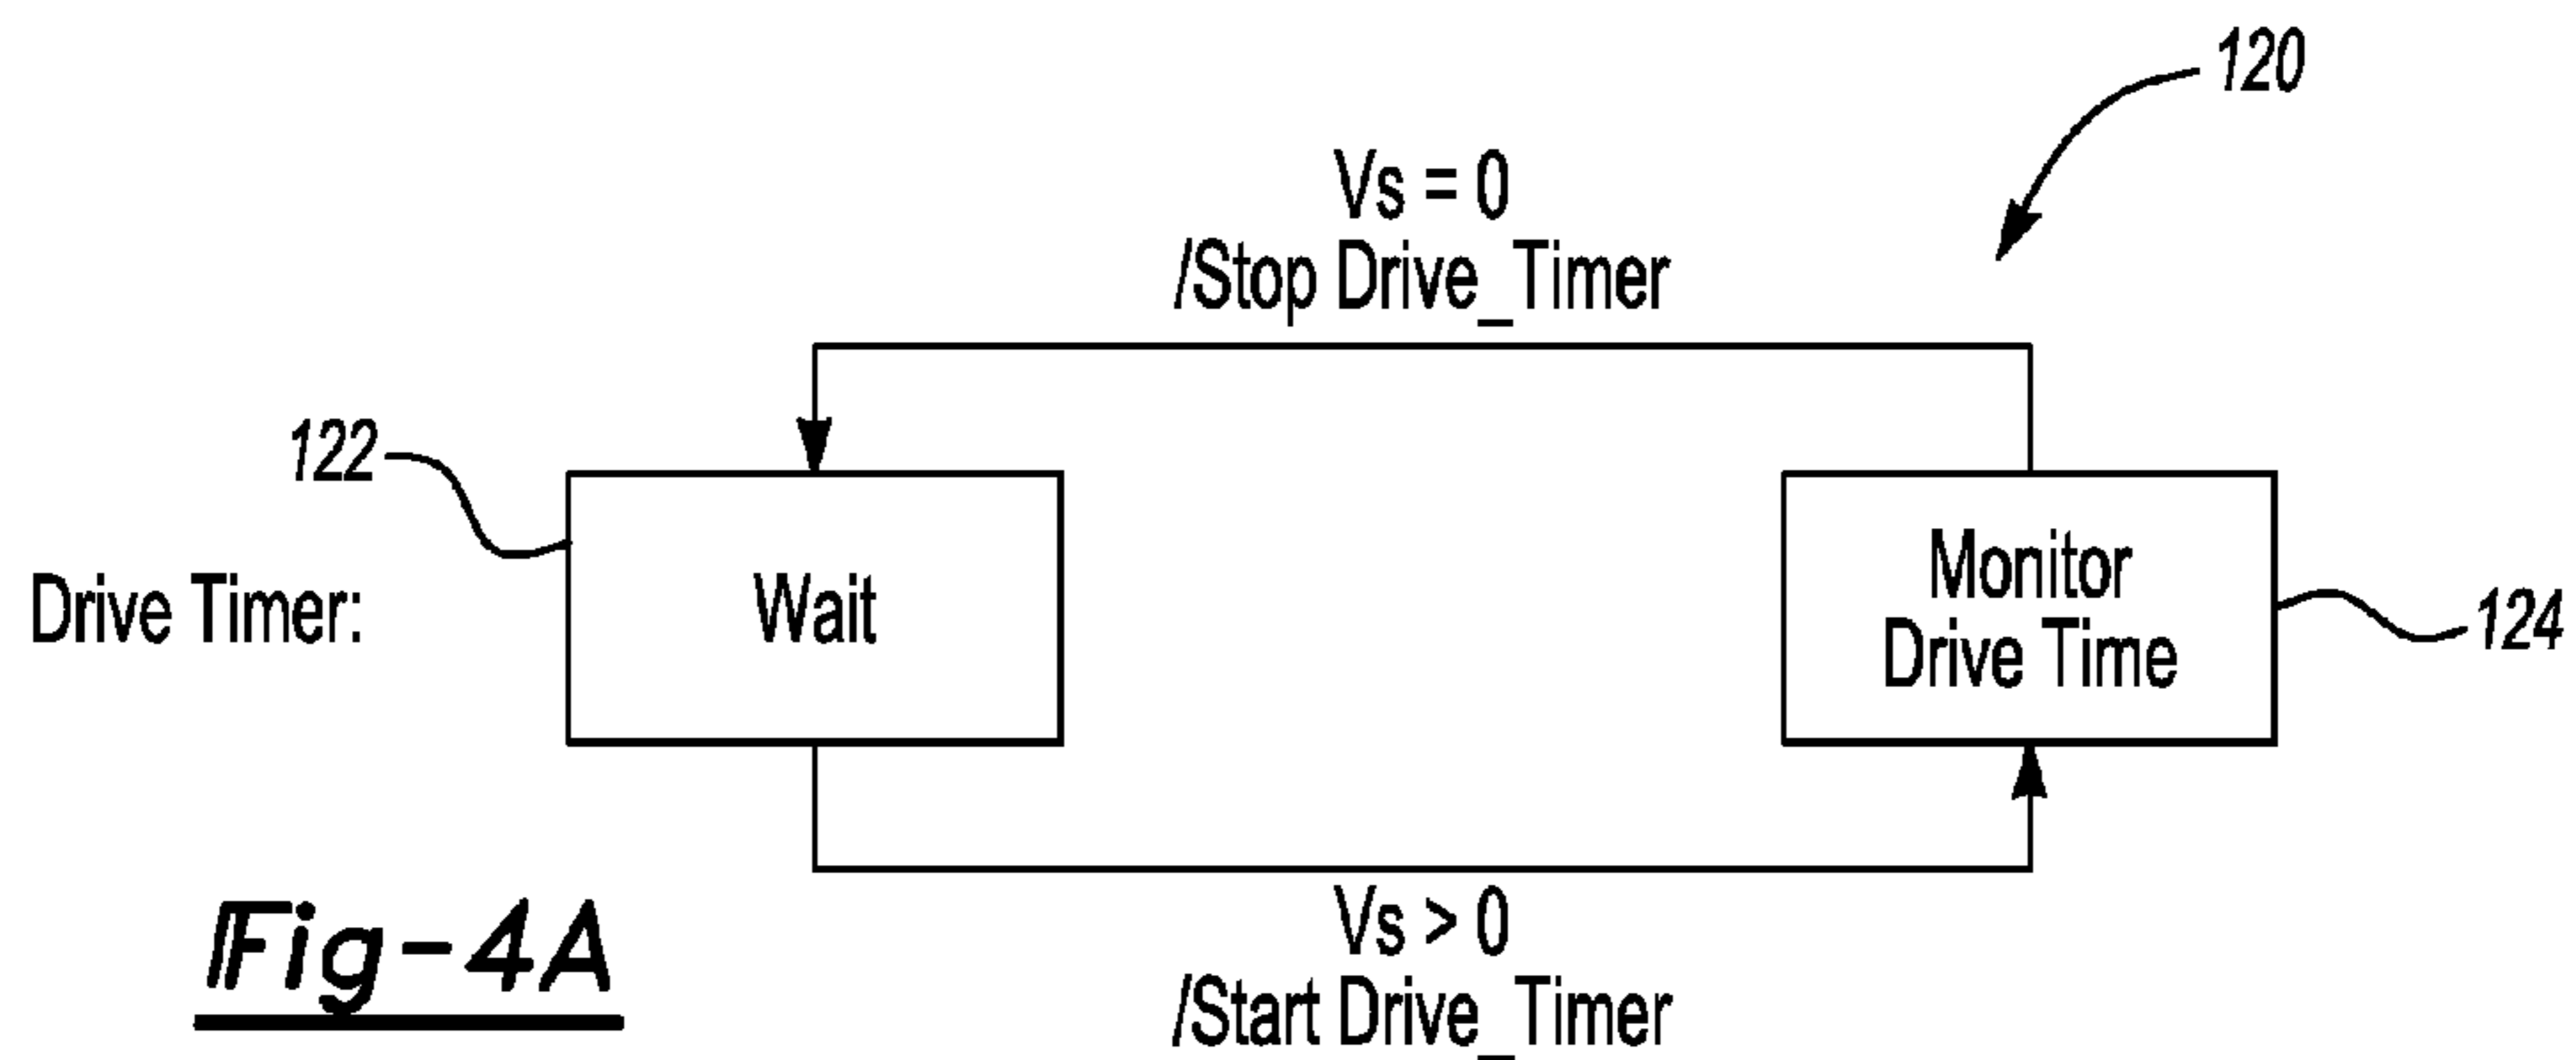 120
Vs = 0
/Stop Drive_Timer
122
Drive Timer:
Wait
Monitor
Drive Time
124
Vs > 0
/Start Drive_Timer
Fig-4A